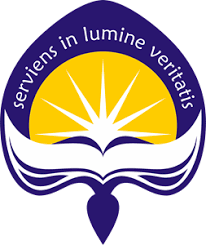 serviens in lumine veritatis